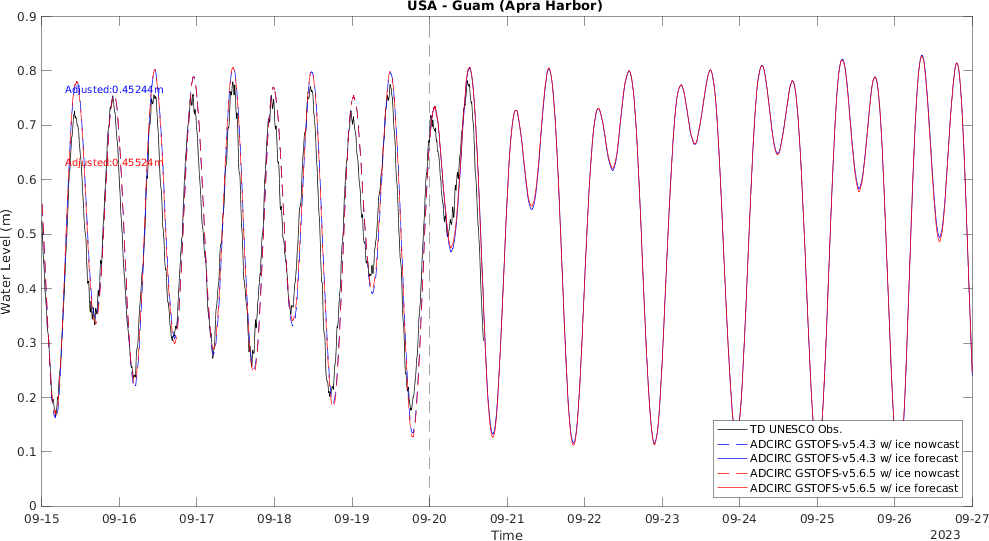 USA - Guam (Apra Harbor)
0.9
0.8
0.7
0.6
0.5
0.4
0.3
0.2
0.1
0
Water Level (m)
Adjusted:0.45244m
Adjusted:0.45524m
TD UNESCO Obs.
ADCIRC GSTOFS-v5.4.3 w/ ice nowcast
ADCIRC GSTOFS-v5.4.3 w/ ice forecast
ADCIRC GSTOFS-v5.6.5 w/ ice nowcast
ADCIRC GSTOFS-v5.6.5 w/ ice forecast
09-15 09-16 09-17 09-18 09-19 09-20 09-21 09-22 09-23 09-24 09-25 09-26 09-27
Time
2023